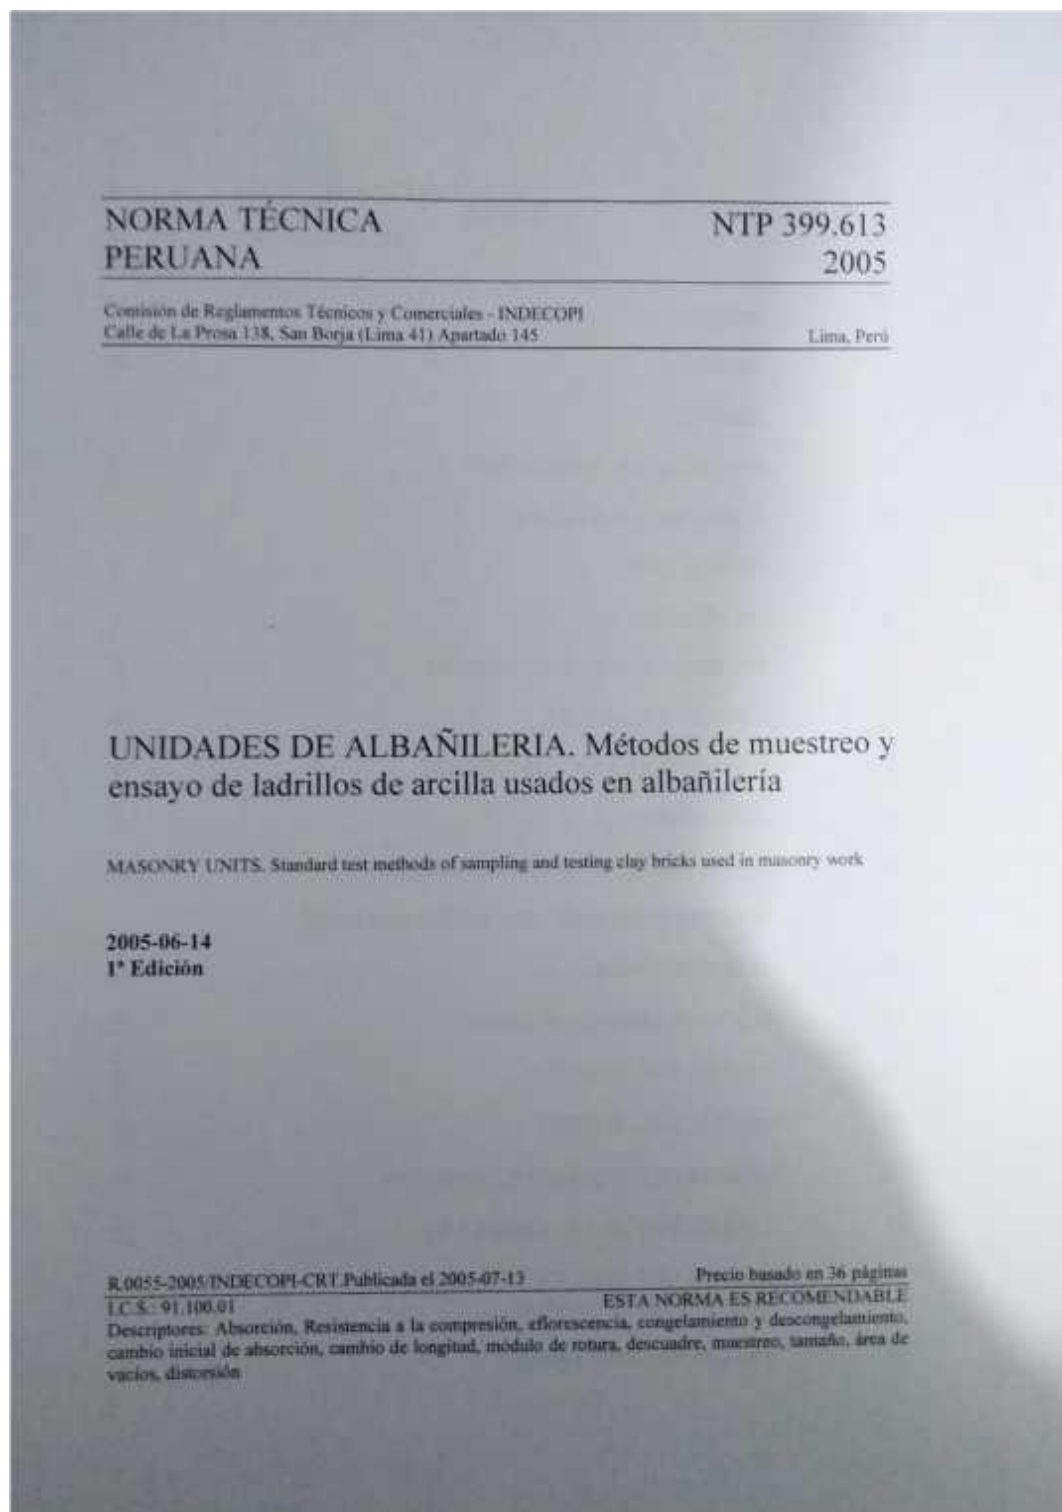 NORMA TÉCNICA NTP 399.613
PERUANA 2005
Comisión de Reglamentos Técnicos y Comerciales - INDECOPI
Calle de La Prosa 138, San Borja (Lima 41) Apartado 145 Lima, Perú
UNIDADES DE ALBAÑILERIA. Métodos de muestreo y
ensayo de ladrillos de arcilla usados en albañilería
MASONRY UNITS. Standard test methods of sampling and testing clay bricks used in masonry work
2005-06-14
1ª Edición
R.0055-2005/INDECOPI-CRT.Publicada el 2005-07-13 Precio basado en 36 páginas
I.C.S.: 91.100.01 ESTA NORMA ES RECOMENDABLE
Descriptores: Absorción, Resistencia a la compresión, eflorescencia, congelamiento y descongelamiento,
cambio inicial de absorción, cambio de longitud, módulo de rotura, descuadre, muestreo, tamaño, área de
vacíos, distorsión